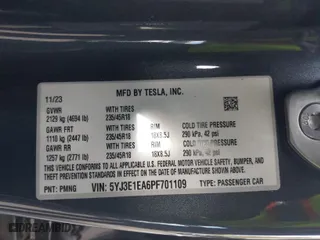 MFD BY TESLA, INC.
11/23
GVWR
2129 kg (4694 lb)
WITH TIRES
235/45R18
GAWR FRT
1110 kg (2447 lb)
WITH TIRES
235/45R18
RIM
18X8.5J
COLD TIRE PRESSURE
290 kPa, 42 psi
GAWR RR
1257 kg (2771 lb)
WITH TIRES
235/45R18
RIM
18X8.5J
COLD TIRE PRESSURE
290 kPa, 42 psi
THIS VEHICLE CONFORMS TO ALL APPLICABLE
FEDERAL MOTOR VEHICLE SAFETY, BUMPER, AND
THEFT PREVENTION STANDARDS IN EFFECT ON
THE DATE OF MANUFACTURE SHOWN ABOVE.
PNT: PMNG
VIN: 5YJ3E1EA6PF701109
TYPE: PASSENGER CAR